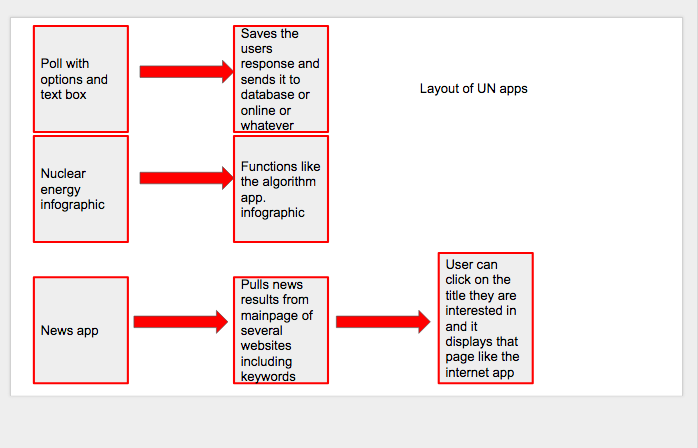 Poll with
options and
text box
Saves the
users
response and
sends it to
database or
online or
whatever
Layout of UN apps
Nuclear
energy
infographic
Functions like
the algorithm
app.
infographic
News app
Pulls news
results from
mainpage of
several
websites
including
keywords
User can
click on the
title they are
interested in
and it
displays that
page like the
internet app